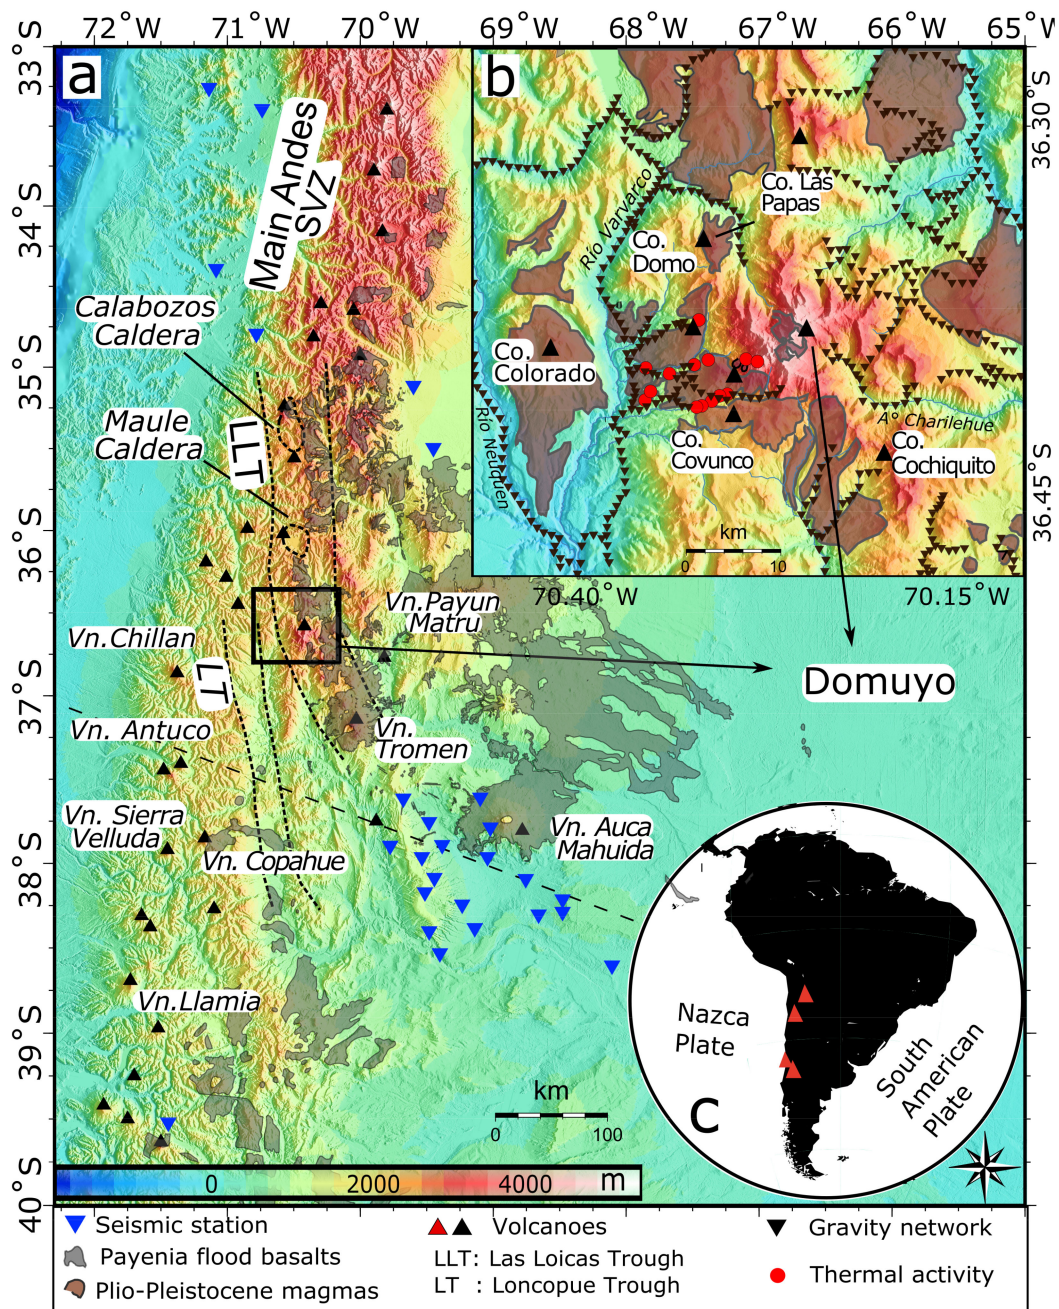 72°W 71°W 70°W 69°W 68°W 67°W 66°W 65°W
33°S
34°S
35°S
36°S
37°S
38°S
39°S
40°S
a
Main Andes
SVZ
Calabozos
Caldera
Maule
Caldera
LLT
LT
Vn.Payun
Matru
Vn.Chillan
Vn. Antuco
Vn.
Tromen
Vn. Sierra
Velluda
Vn. Copahue
Vn. Auca
Mahuida
Vn.Llamia
Domuyo
km
0 100
0 2000 4000 m
b
Río Varvarco
Co. Las
Papas
Co.
Domo
Co.
Colorado
Río Neuquen
Co.
Covunco
A° Charilehue
Co.
Cochiquito
km
0 10
36.30°S
36.45°S
70.40°W 70.15°W
Nazca
Plate
South
American
Plate
c
Seismic station
Payenia flood basalts
Plio-Pleistocene magmas
Volcanoes
LLT: Las Loicas Trough
LT : Loncopue Trough
Gravity network
Thermal activity